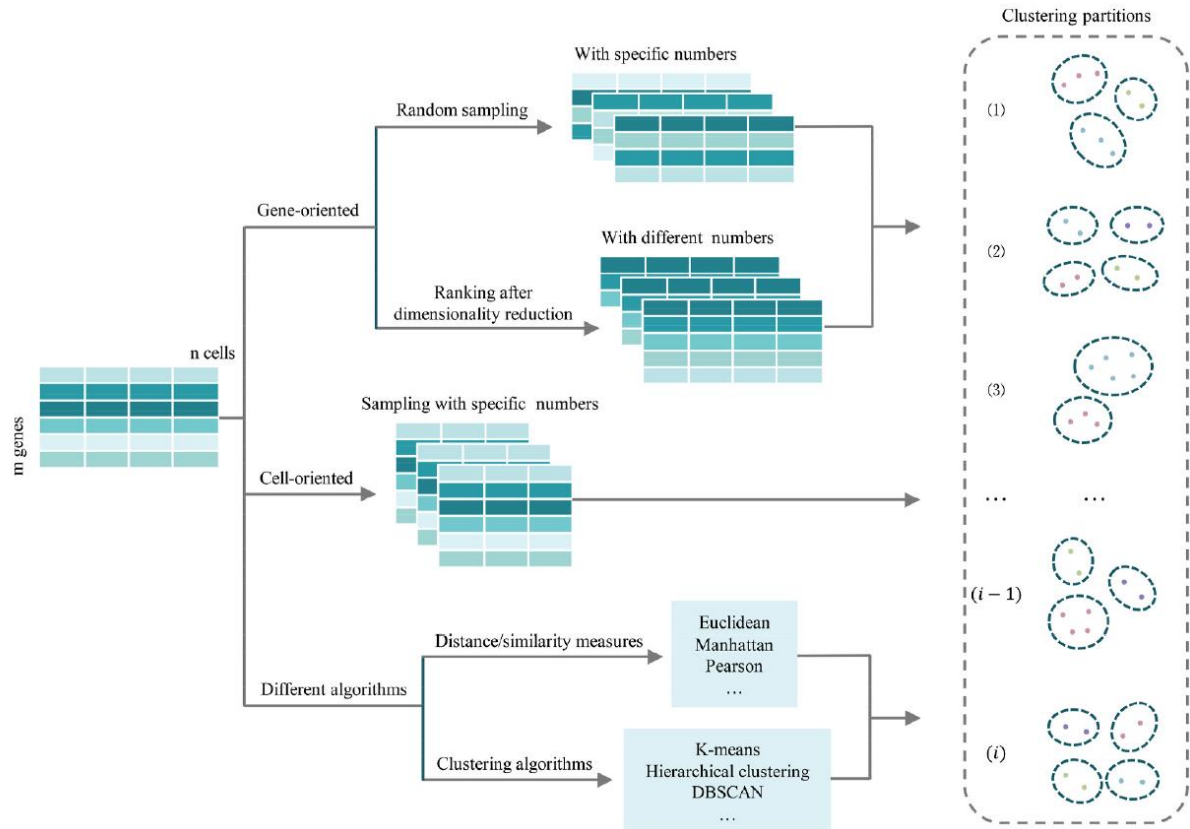 Clustering partitions
With specific numbers
Random sampling
(1)
Gene-oriented
With different numbers
(2)
Ranking after
dimensionality reduction
n cells
m genes
(3)
Sampling with specific numbers
Cell-oriented
... ...
(i − 1)
Distance/similarity measures
Euclidean
Manhattan
Pearson
...
Different algorithms
(i)
Clustering algorithms
K-means
Hierarchical clustering
DBSCAN
...